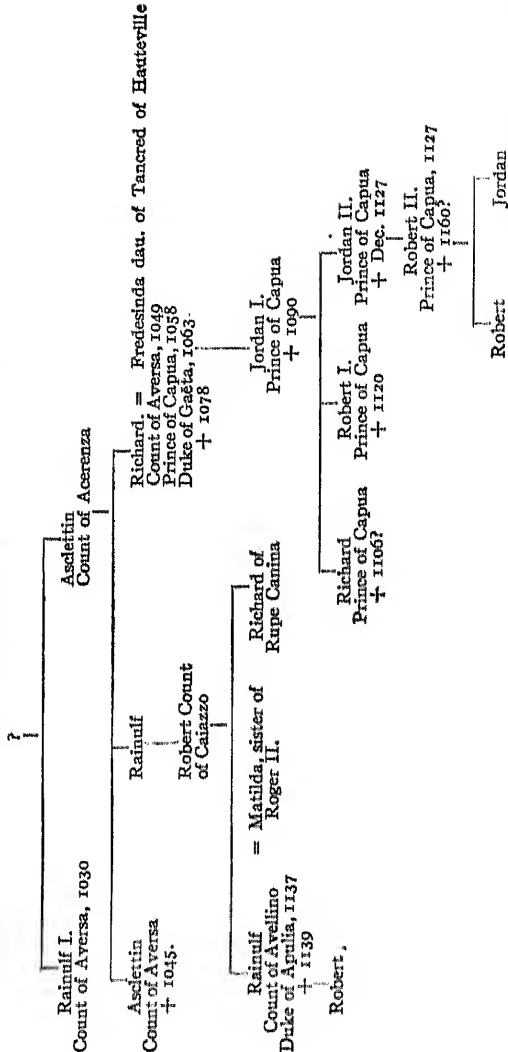 ?
Rainulf I.
Count of Aversa, 1030
Asclettin
Count of Acerenza
Asclettin
Count of Aversa
+ 1045.
Rainulf
Richard. = Fredesinda dau. of Tancred of Hauteville
Count of Aversa, 1049
Prince of Capua, 1058
Duke of Gaëta, 1063.
+ 1078
Robert Count
of Caiazzo
Jordan I.
Prince of Capua
+ 1090
Rainulf = Matilda, sister of
Count of Avellino Roger II.
Duke of Apulia, 1137
+ 1139
Richard of
Rupe Canina
Richard
Prince of Capua
+ 1106?
Robert I.
Prince of Capua
+ 1120
Jordan II.
Prince of Capua
+ Dec. 1127
Robert.
Robert II.
Prince of Capua, 1127
+ 1160?
Robert
Jordan